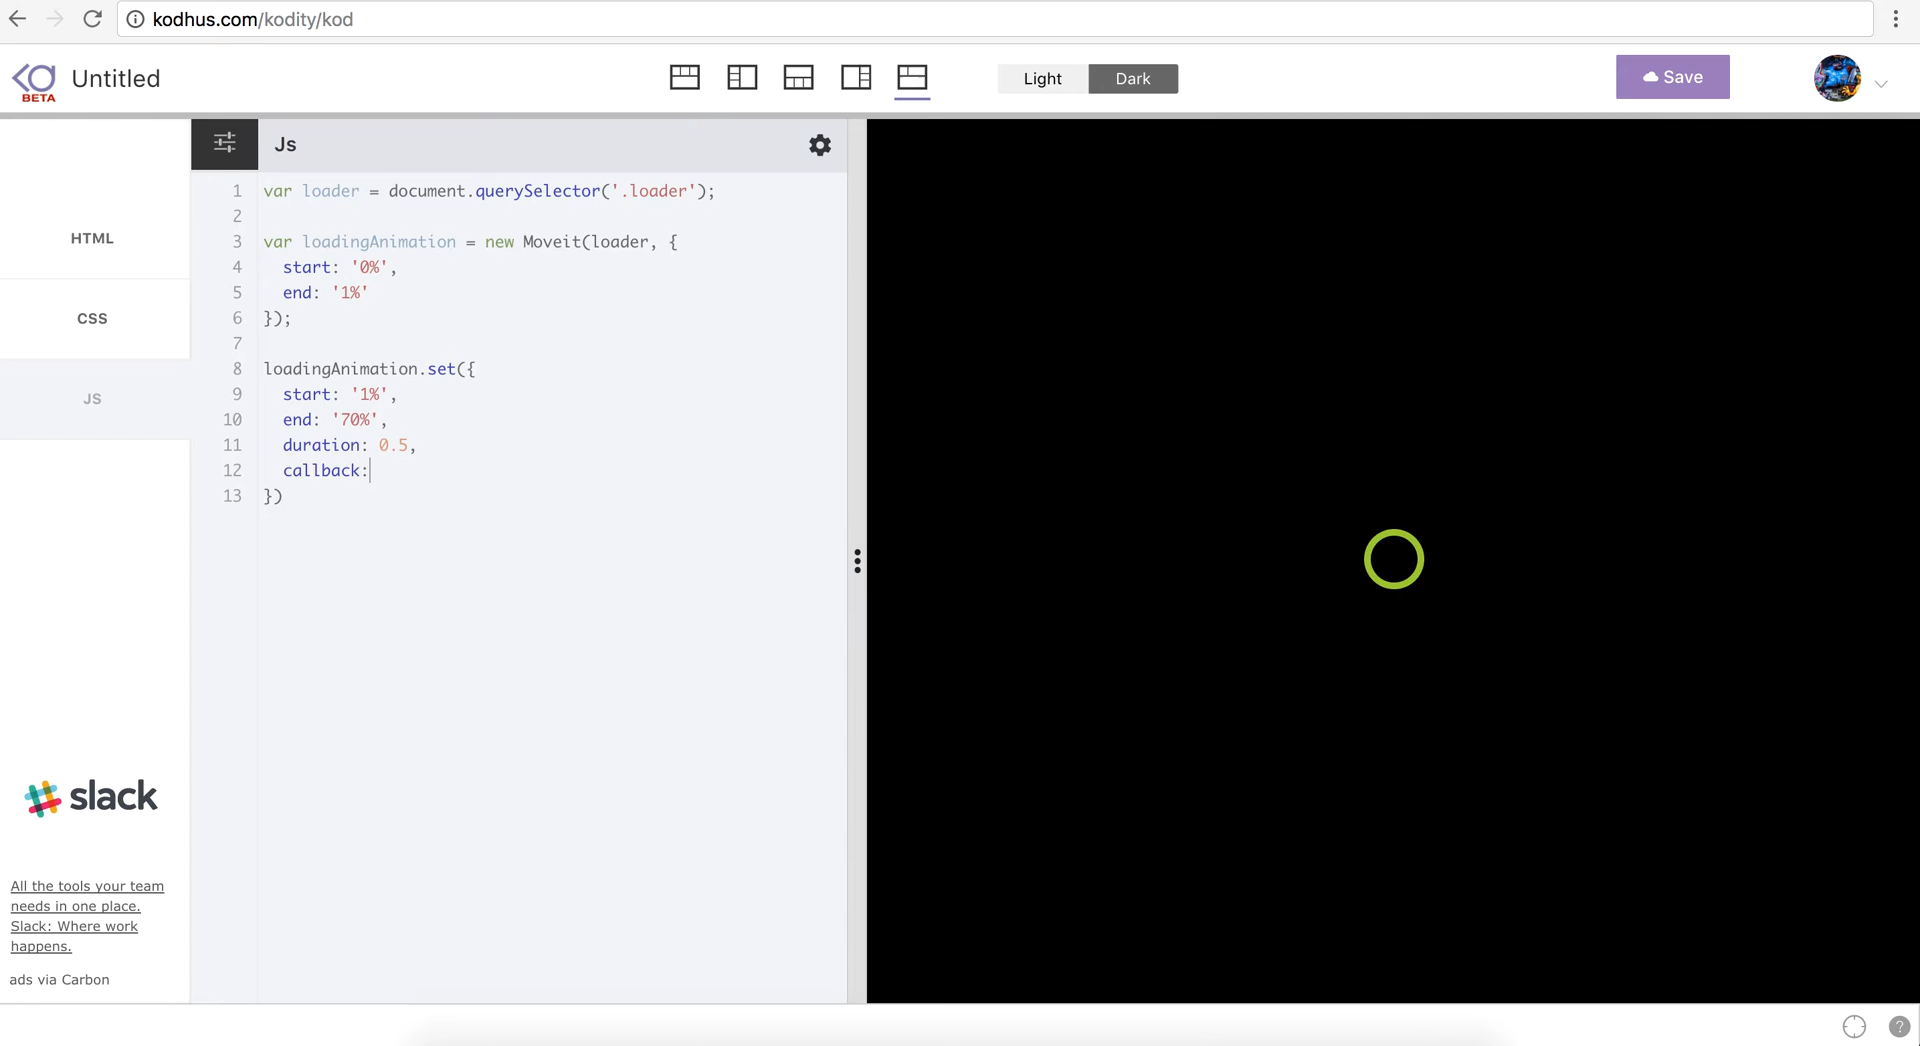 kodhus.com/kodity/kod
BETA
Untitled
Light
Dark
Save
Js
HTML
CSS
JS
1 var loader = document.querySelector('.loader');
2
3 var loadingAnimation = new Moveit(loader, {
4 start: '0%',
5 end: '1%'
6 });
7
8 loadingAnimation.set({
9 start: '1%',
10 end: '70%',
11 duration: 0.5,
12 callback:
13 })
slack
All the tools your team
needs in one place.
Slack: Where work
happens.
ads via Carbon
?